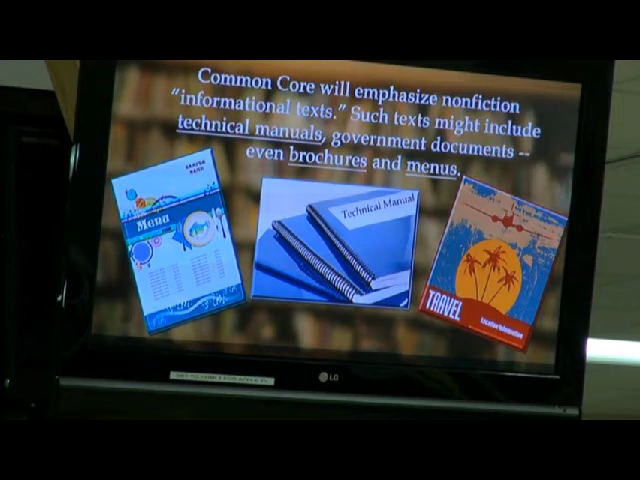 Common Core will emphasize nonfiction
“informational texts.” Such texts might include
technical manuals, government documents --
even brochures and menus.
Menu
Technical Manual
TRAVEL
LG